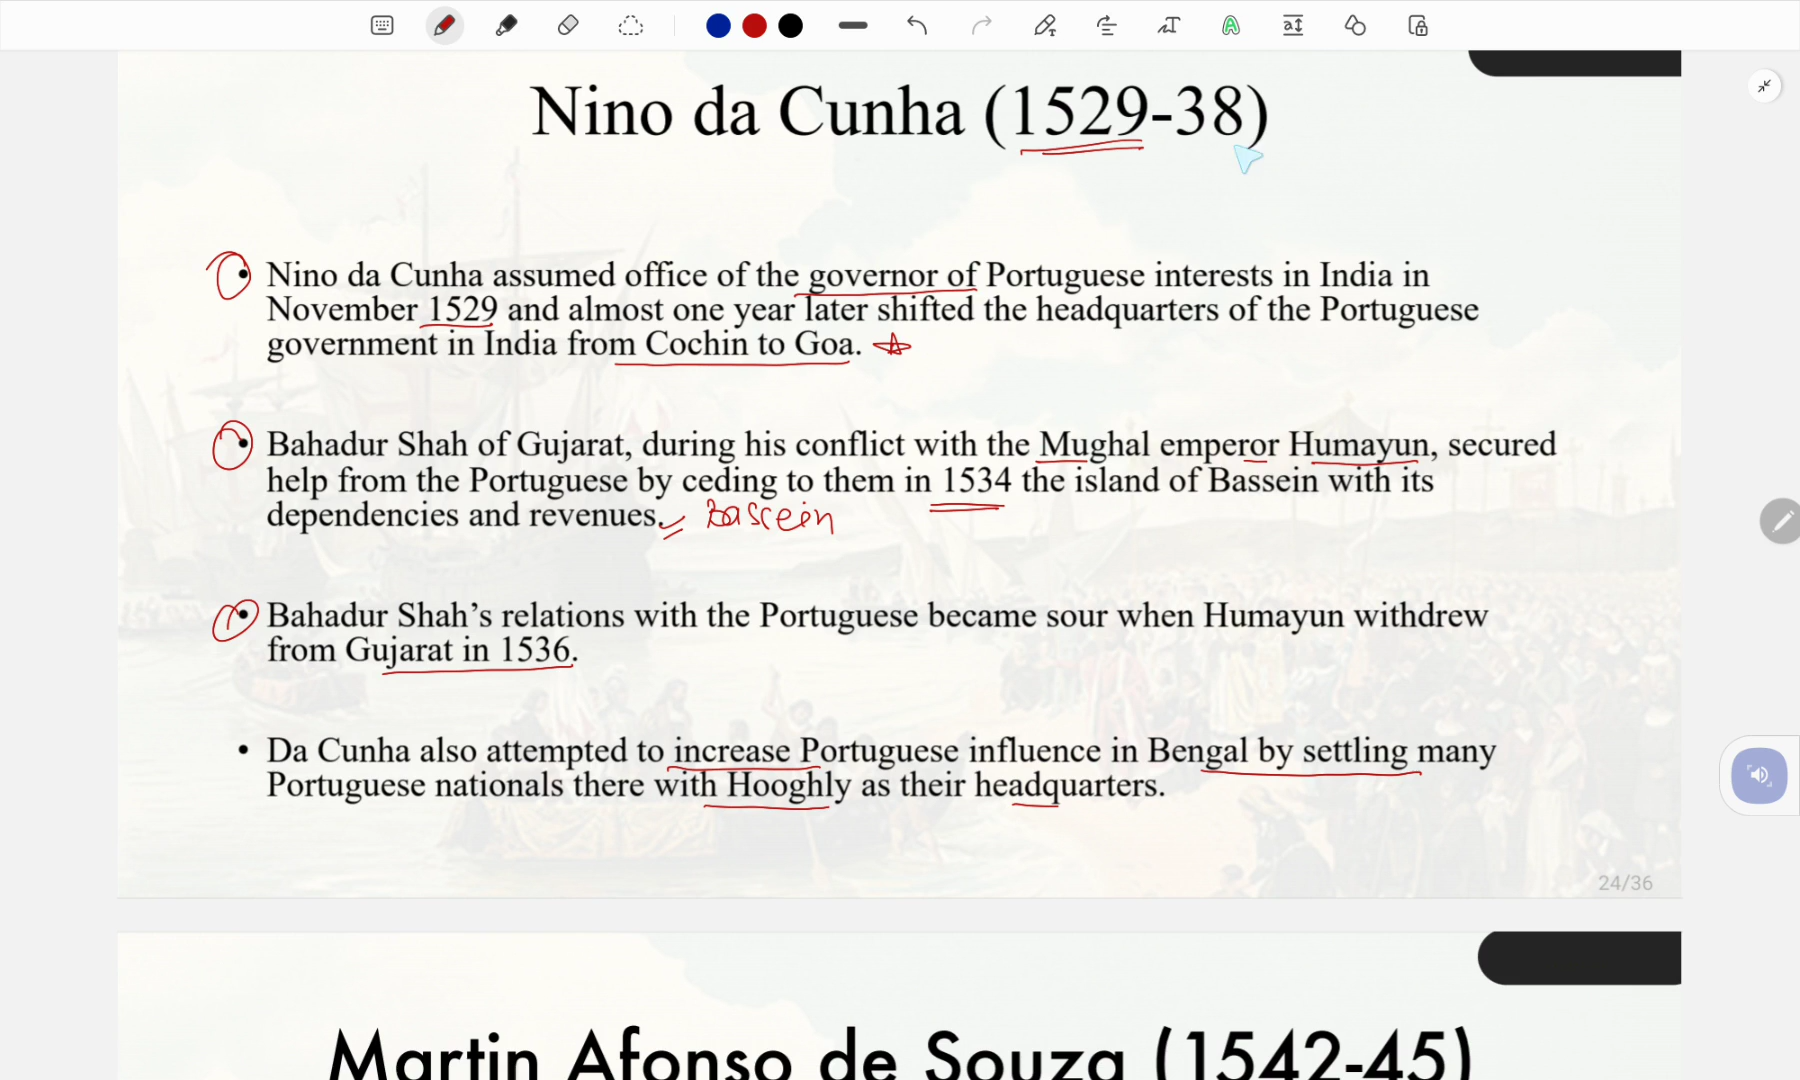 Nino da Cunha (1529-38)
• Nino da Cunha assumed office of the governor of Portuguese interests in India in
November 1529 and almost one year later shifted the headquarters of the Portuguese
government in India from Cochin to Goa.
• Bahadur Shah of Gujarat, during his conflict with the Mughal emperor Humayun, secured
help from the Portuguese by ceding to them in 1534 the island of Bassein with its
dependencies and revenues. Bassein
• Bahadur Shah’s relations with the Portuguese became sour when Humayun withdrew
from Gujarat in 1536.
• Da Cunha also attempted to increase Portuguese influence in Bengal by settling many
Portuguese nationals there with Hooghly as their headquarters.
24/36
Martin Afonso de Souza (1542-45)